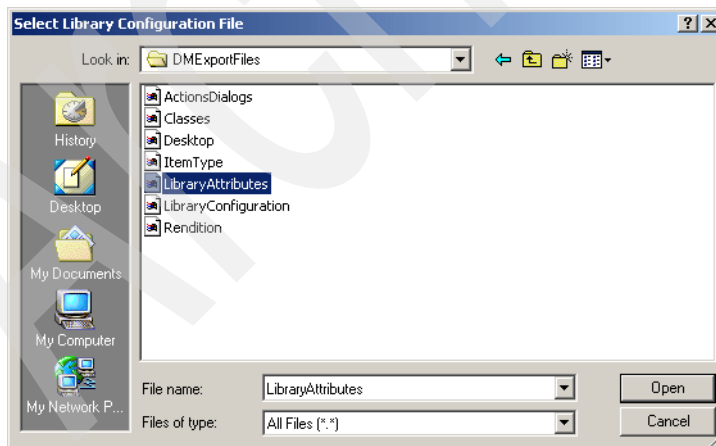 Select Library Configuration File
Look in: DMExportFiles
History
Desktop
My Documents
My Computer
My Network P...
ActionsDialogs
Classes
Desktop
ItemType
LibraryAttributes
LibraryConfiguration
Rendition
File name: LibraryAttributes Open
Files of type: All Files (*.*) Cancel